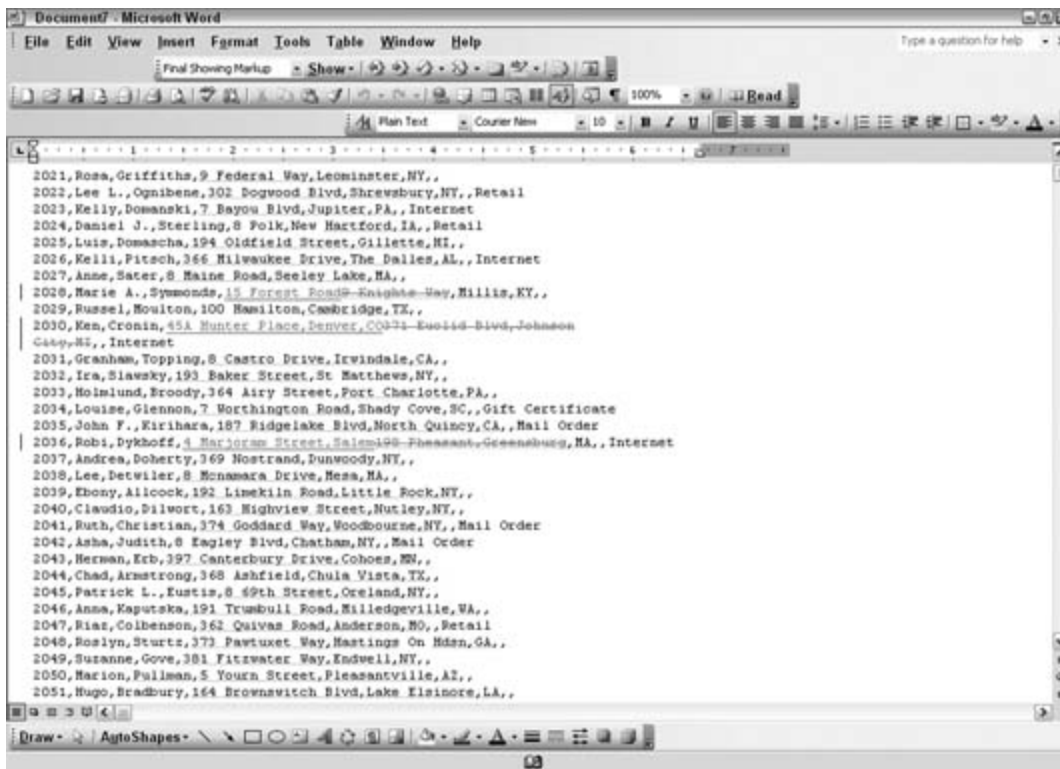 Document7 - Microsoft Word
File Edit View Insert Format Tools Table Window Help
Type a question for help
Final Showing Markup Show
100% Read
Plain Text Courier New 10 B I U
1 2 3 4 5 6 7
2021,Rosa,Griffiths,9 Federal Way,Leominster,NY,,
2022,Lee L.,Ognibene,302 Dogwood Blvd,Shrewsbury,NY,,Retail
2023,Kelly,Domanski,7 Bayou Blvd,Jupiter,PA,,Internet
2024,Daniel J.,Sterling,8 Polk,New Hartford,IA,,Retail
2025,Luis,Domascha,194 Oldfield Street,Gillette,MI,,
2026,Kelli,Pitsch,366 Milwaukee Drive,The Dalles,AL,,Internet
2027,Anne,Sater,8 Maine Road,Seeley Lake,MA,,
2028,Marie A.,Symmonds,15 Forest Road9 Knights Way,Millis,KY,,
2029,Russel,Moulton,100 Hamilton,Cambridge,TX,,
2030,Ken,Cronin,45A Hunter Place,Denver,CO371 Euclid Blvd,Johnson
City,MI,,Internet
2031,Granham,Topping,8 Castro Drive,Irwindale,CA,,
2032,Ira,Slawsky,193 Baker Street,St Matthews,NY,,
2033,Holmlund,Broody,364 Airy Street,Port Charlotte,PA,,
2034,Louise,Glennon,7 Worthington Road,Shady Cove,SC,,Gift Certificate
2035,John F.,Kirihara,187 Ridgelake Blvd,North Quincy,CA,,Mail Order
2036,Robi,Dykhoff,4 Marjoram Street,Salem190 Pheasant,Greensburg,MA,,Internet
2037,Andrea,Doherty,369 Nostrand,Dunwoody,NY,,
2038,Lee,Detwiler,8 Mcnamara Drive,Mesa,MA,,
2039,Ebony,Allcock,192 Limekiln Road,Little Rock,NY,,
2040,Claudio,Dilwort,163 Highview Street,Nutley,NY,,
2041,Ruth,Christian,374 Goddard Way,Woodbourne,NY,,Mail Order
2042,Asha,Judith,8 Eagley Blvd,Chatham,NY,,Mail Order
2043,Herman,Erb,397 Canterbury Drive,Cohoes,MN,,
2044,Chad,Armstrong,368 Ashfield,Chula Vista,TX,,
2045,Patrick L.,Eustis,8 69th Street,Oreland,NY,,
2046,Anna,Kaputska,191 Trumbull Road,Milledgeville,WA,,
2047,Riaz,Colbenson,362 Quivas Road,Anderson,MO,,Retail
2048,Roslyn,Sturtz,373 Pawtuxet Way,Hastings On Hdsn,GA,,
2049,Suzanne,Gove,381 Fitzwater Way,Endwell,NY,,
2050,Marion,Pullman,5 Yourn Street,Pleasantville,AZ,,
2051,Hugo,Bradbury,164 Brownswitch Blvd,Lake Elsinore,LA,,
Draw AutoShapes